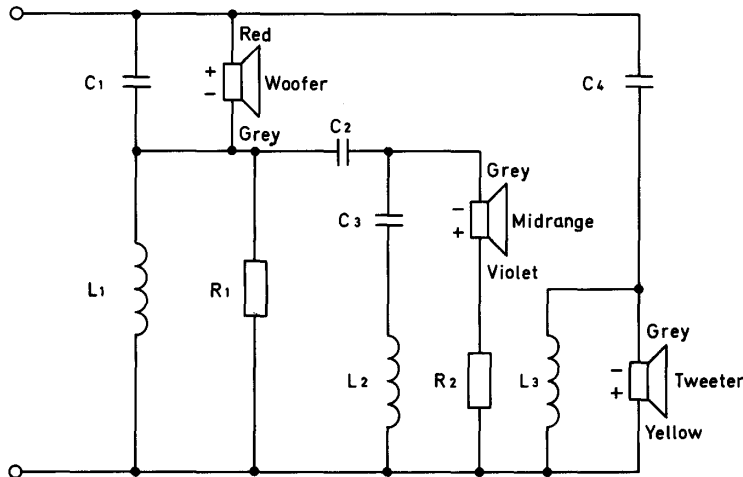 Red
C1
+
-
Woofer
C4
Grey
C2
Grey
C3
-
+
Midrange
Violet
L1
R1
Grey
L2
R2
L3
-
+
Tweeter
Yellow